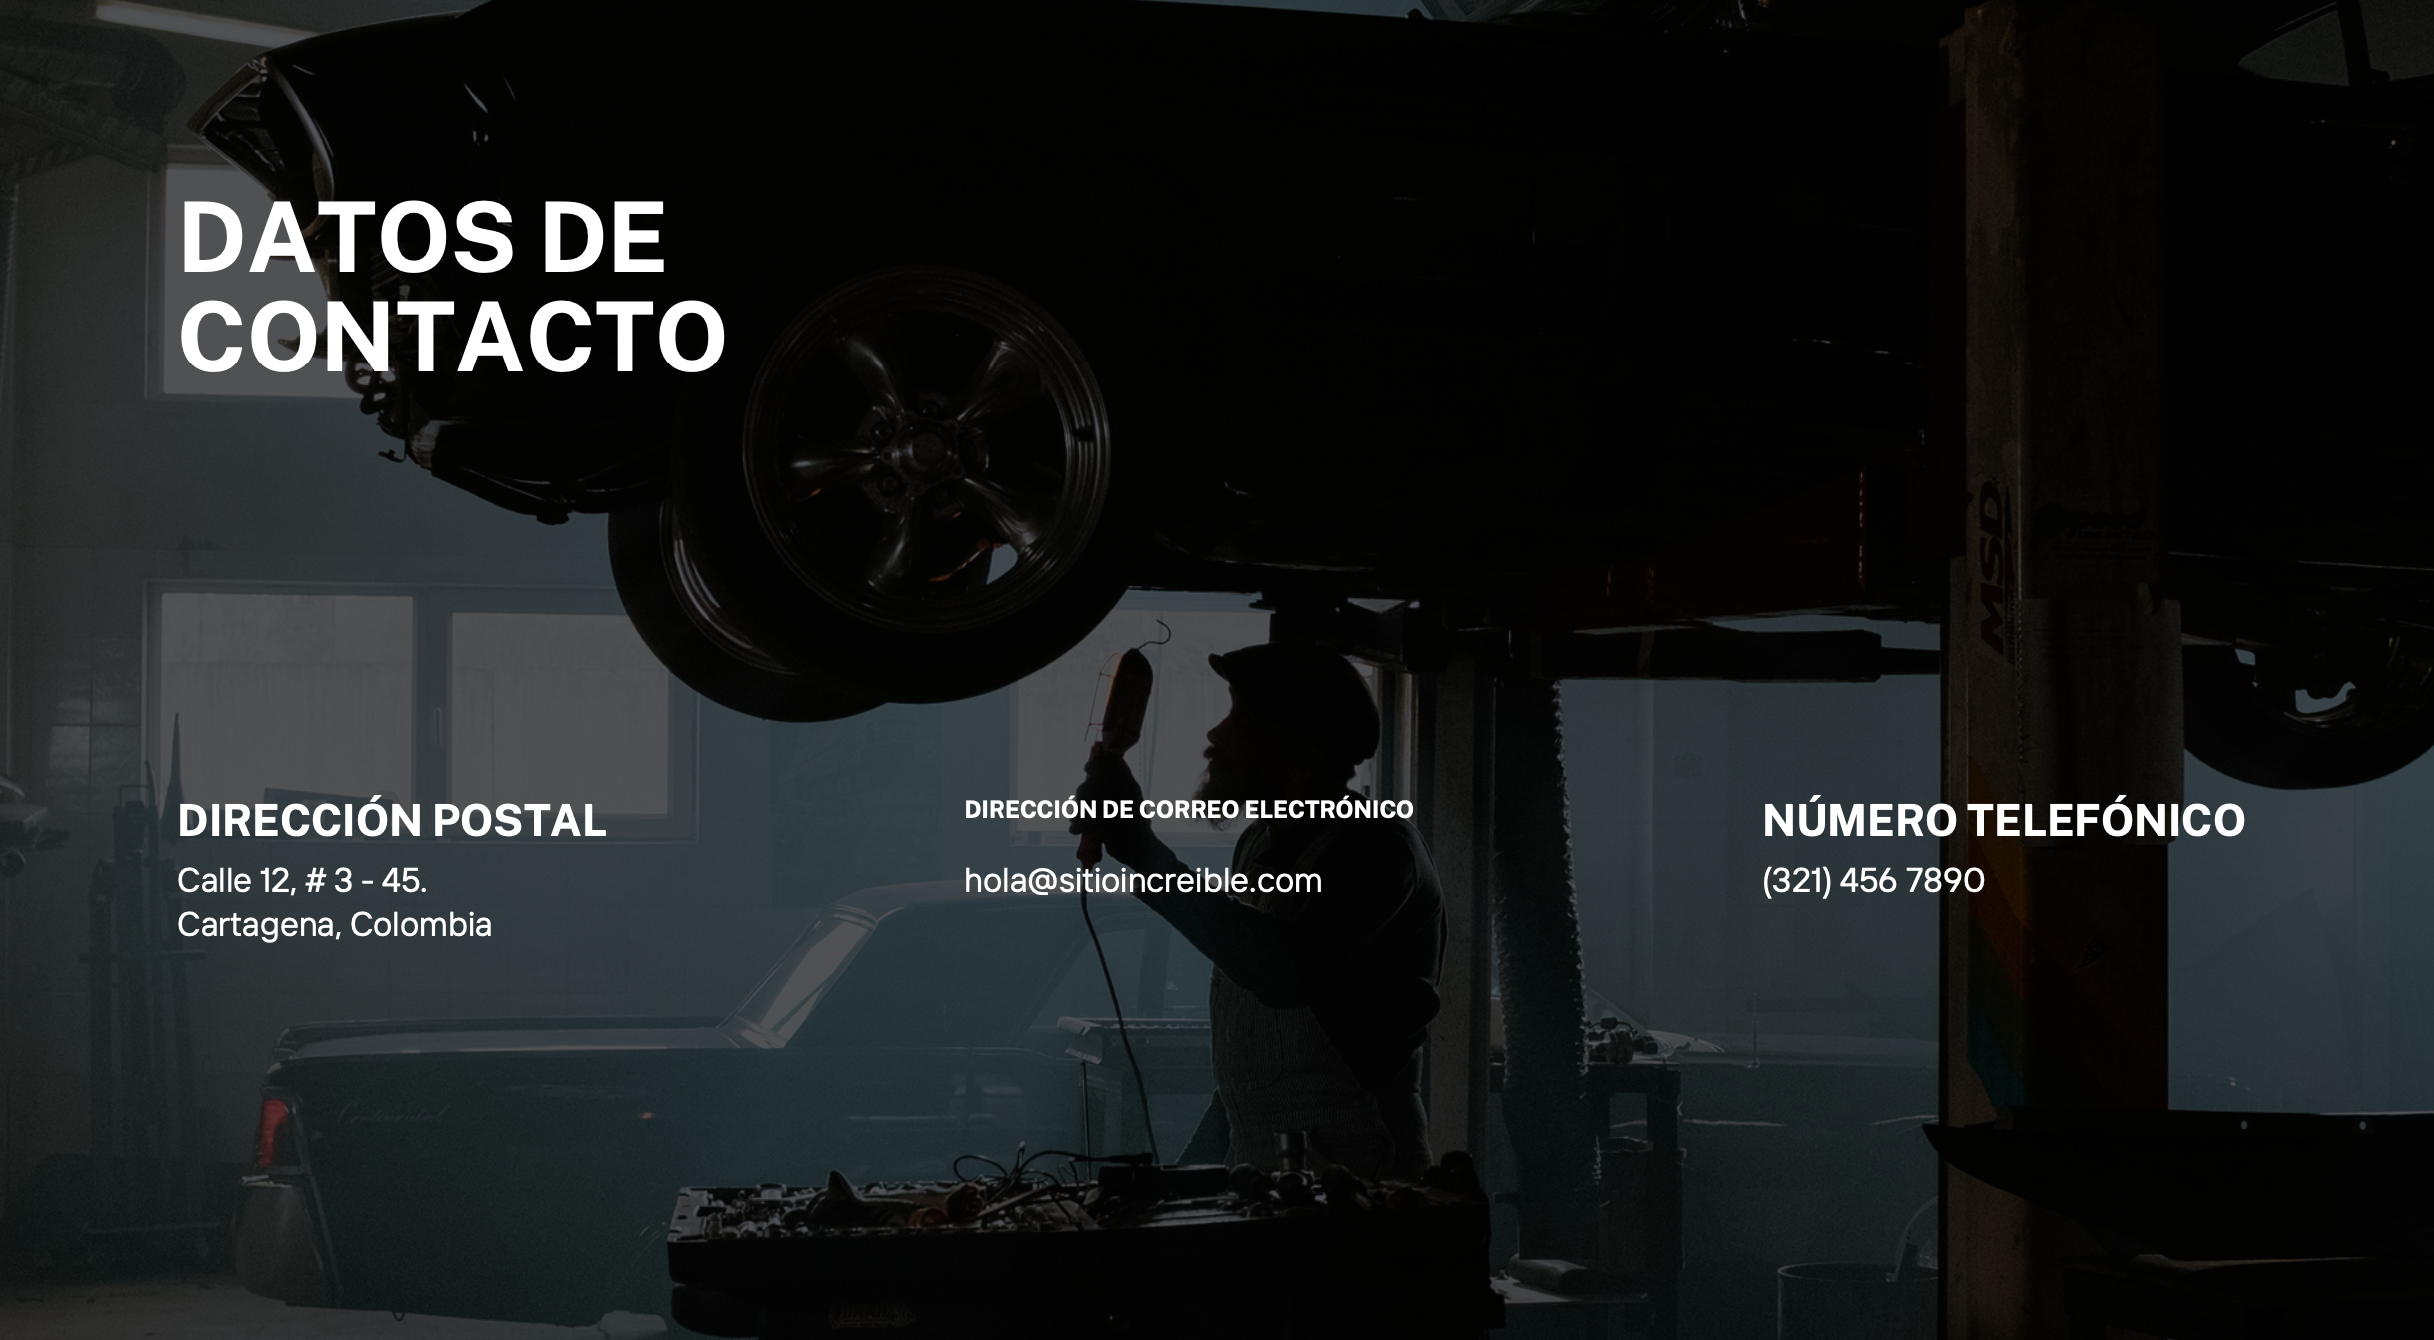 DATOS DE
CONTACTO
DIRECCIÓN POSTAL
Calle 12, # 3 - 45.
Cartagena, Colombia
DIRECCIÓN DE CORREO ELECTRÓNICO
hola@sitioincreible.com
NÚMERO TELEFÓNICO
(321) 456 7890
MSD
Continental